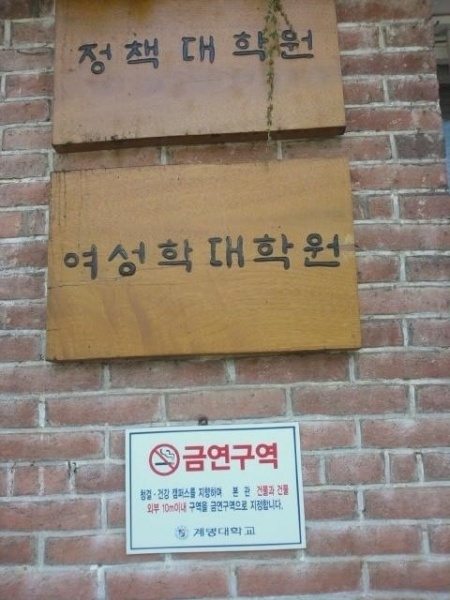 정책대학원
여성학대학원
금연구역
청결·건강 캠퍼스를 지향하며 본 관 건물과 건물
외부 10m이내 구역을 금연구역으로 지정합니다.
계명대학교